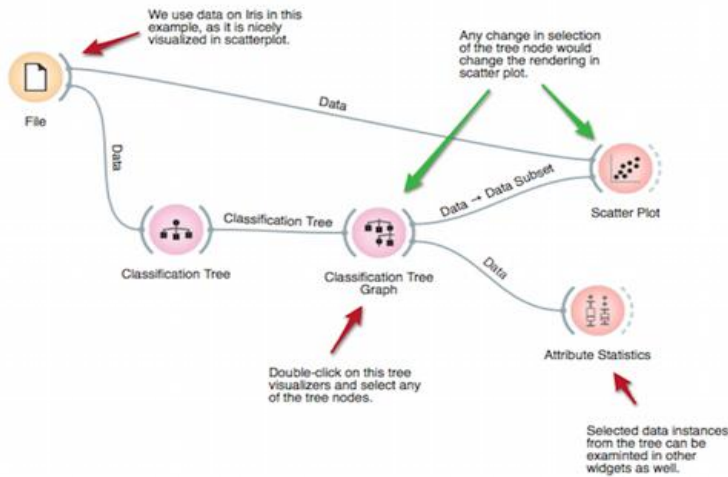 We use data on Iris in this
example, as it is nicely
visualized in scatterplot.
Any change in selection
of the tree node would
change the rendering in
scatter plot.
File
Data
Data
Data → Data Subset
Scatter Plot
Classification Tree
Classification Tree
Classification Tree
Graph
Data
Attribute Statistics
Double-click on this tree
visualizers and select any
of the tree nodes.
Selected data instances
from the tree can be
examinted in other
widgets as well.